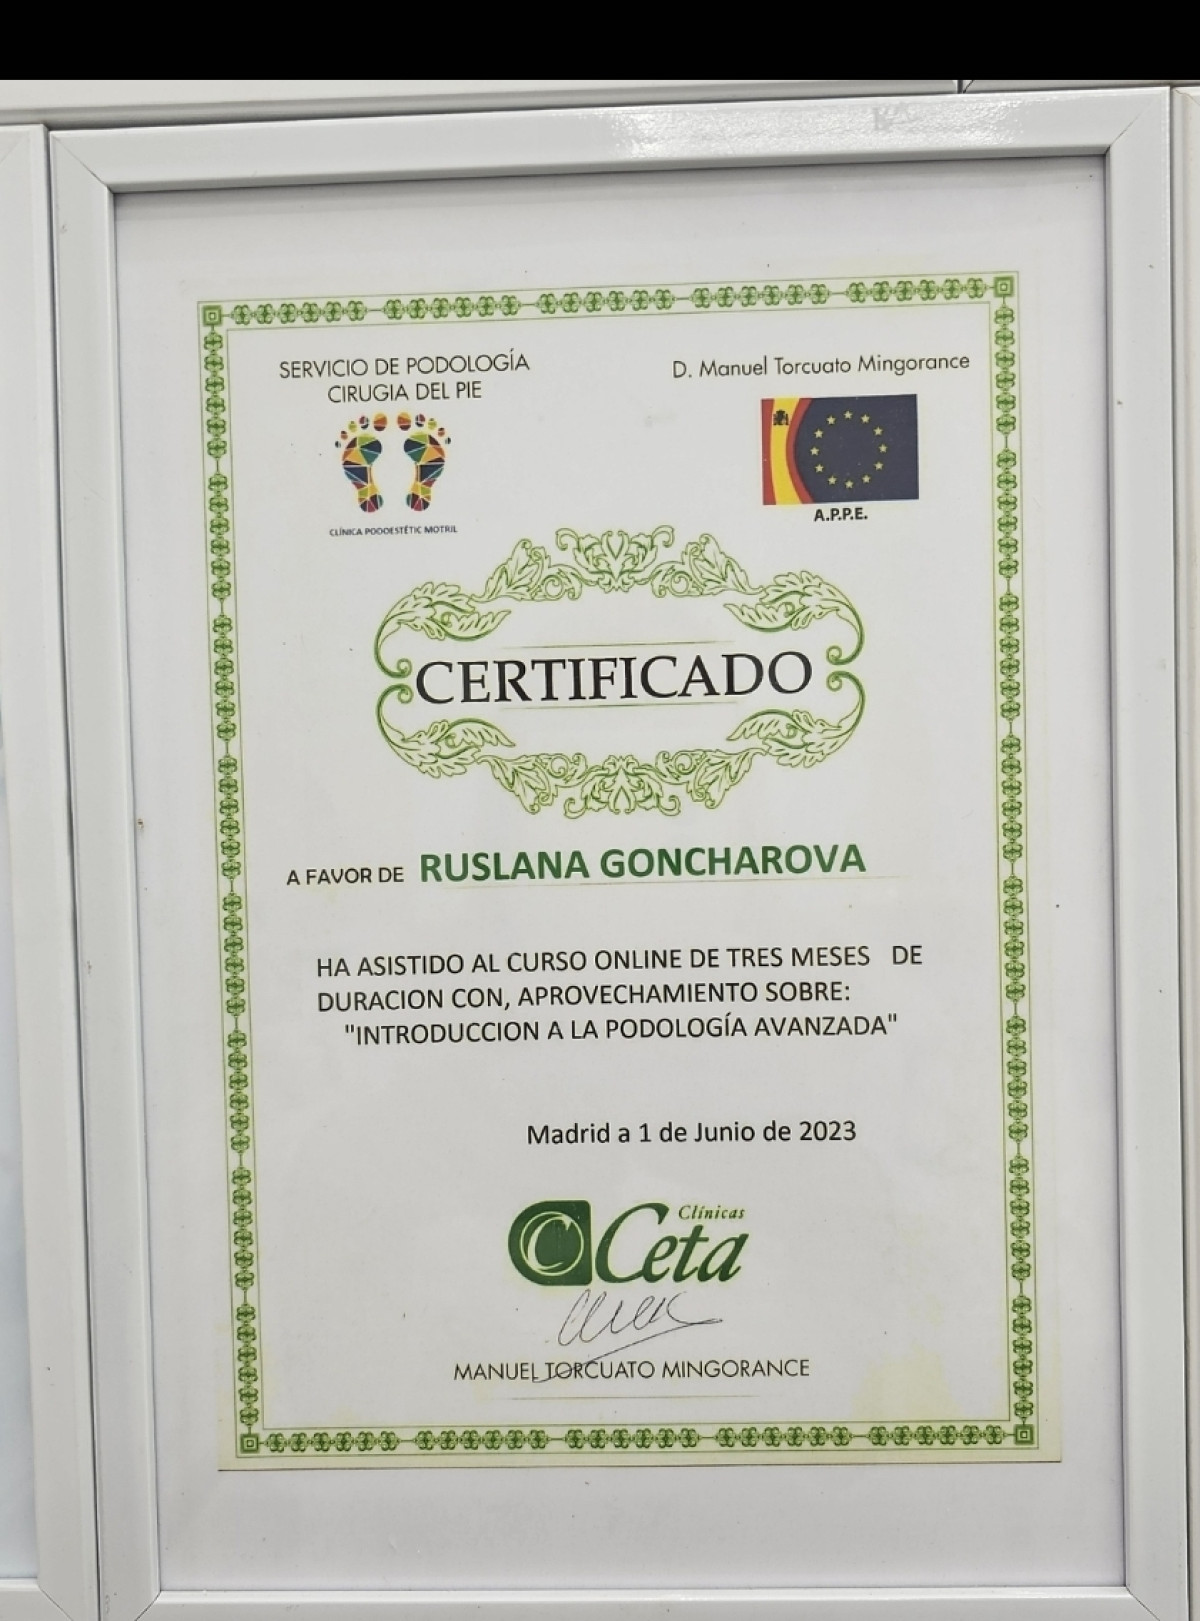 SERVICIO DE PODOLOGÍA
CIRUGIA DEL PIE
CLÍNICA PODOESTÉTIC MOTRIL
D. Manuel Torcuato Mingorance
A.P.P.E.
CERTIFICADO
A FAVOR DE RUSLANA GONCHAROVA
HA ASISTIDO AL CURSO ONLINE DE TRES MESES DE
DURACION CON, APROVECHAMIENTO SOBRE:
"INTRODUCCION A LA PODOLOGÍA AVANZADA"
Madrid a 1 de Junio de 2023
Clínicas
Ceta
MANUEL TORCUATO MINGORANCE